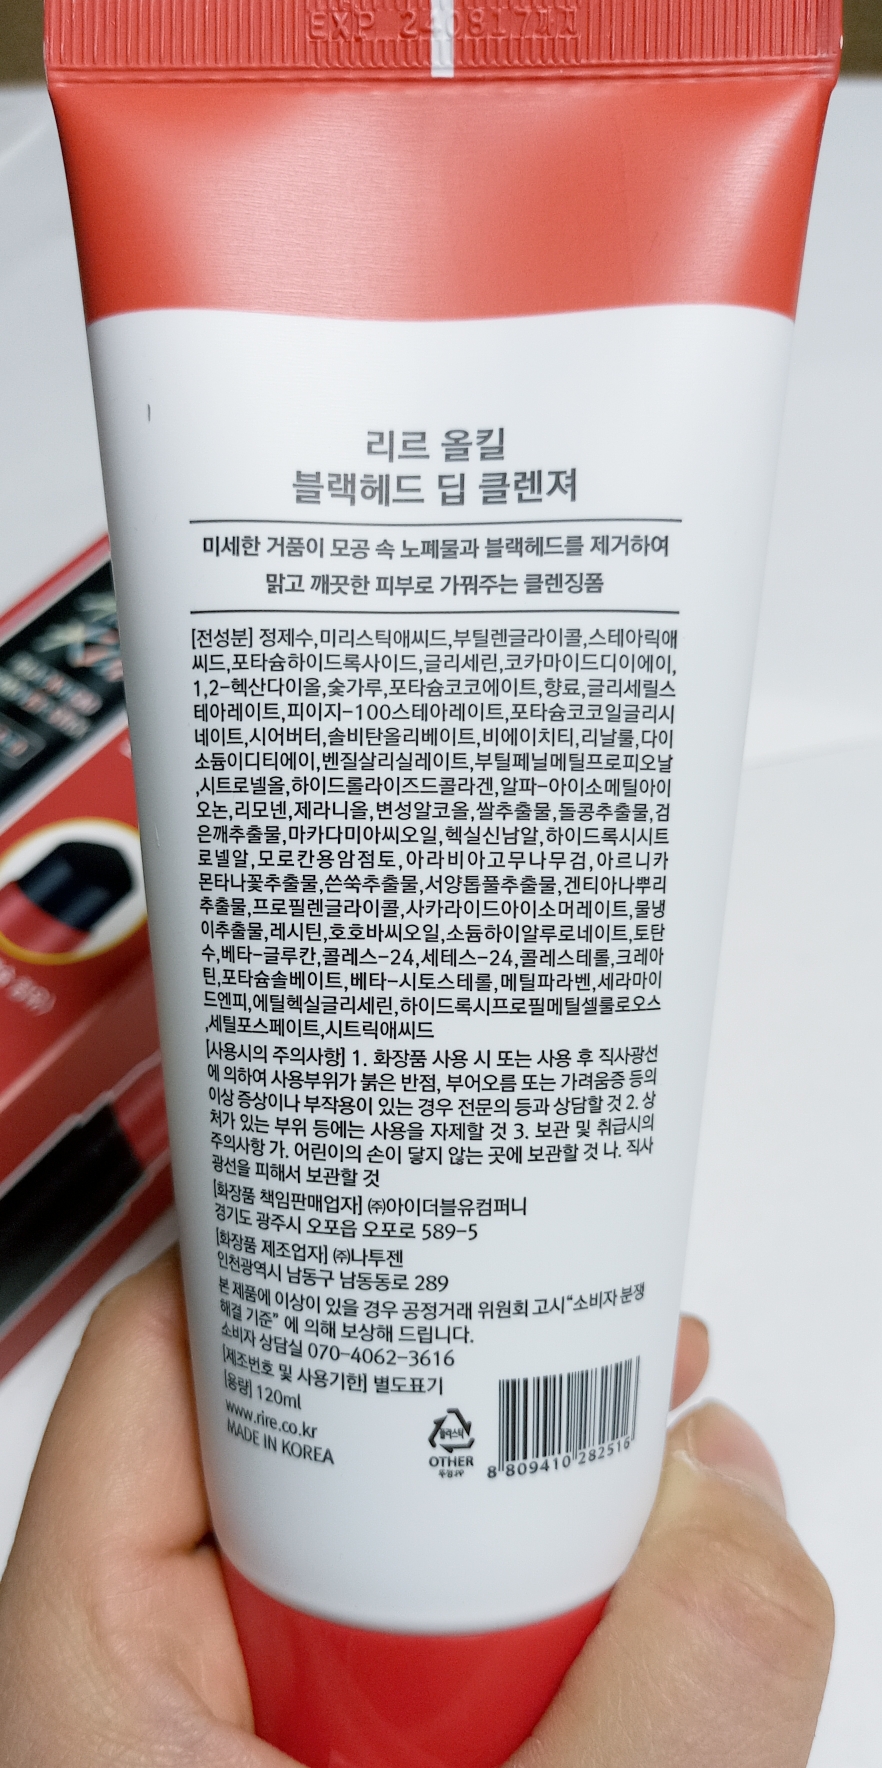 리르 올킬
블랙헤드 딥 클렌져
미세한 거품이 모공 속 노폐물과 블랙헤드를 제거하여
맑고 깨끗한 피부로 가꿔주는 클렌징폼
[전성분] 정제수,미리스틱애씨드,부틸렌글라이콜,스테아릭애
씨드,포타슘하이드록사이드,글리세린,코카마이드디이에이,
1,2-헥산다이올,숯가루,포타슘코코에이트,향료,글리세릴스
테아레이트,피이지-100스테아레이트,포타슘코코일글리시
네이트,시어버터,솔비탄올리베이트,비에이치티,리날룰,다이
소듐이디티에이,벤질살리실레이트,부틸페닐메틸프로피오날
,시트로넬올,하이드롤라이즈드콜라겐,알파-아이소메틸아이
오논,리모넨,제라니올,변성알코올,쌀추출물,돌콩추출물,검
은깨추출물,마카다미아씨오일,헥실신남알,하이드록시시트
로넬알,모로칸용암점토,아라비아고무나무검,아르니카
몬타나꽃추출물,쓴쑥추출물,서양톱풀추출물,겐티아나뿌리
추출물,프로필렌글라이콜,사카라이드아이소머레이트,물냉
이추출물,레시틴,호호바씨오일,소듐하이알루로네이트,토탄
수,베타-글루칸,콜레스-24,세테스-24,콜레스테롤,크레아
틴,포타슘솔베이트,베타-시토스테롤,메틸파라벤,세라마이
드엔피,에틸헥실글리세린,하이드록시프로필메틸셀룰로오스
,세틸포스페이트,시트릭애씨드
[사용시의 주의사항] 1. 화장품 사용 시 또는 사용 후 직사광선
에 의하여 사용부위가 붉은 반점, 부어오름 또는 가려움증 등의
이상 증상이나 부작용이 있는 경우 전문의 등과 상담할 것 2. 상
처가 있는 부위 등에는 사용을 자제할 것 3. 보관 및 취급시의
주의사항 가. 어린이의 손이 닿지 않는 곳에 보관할 것 나. 직사
광선을 피해서 보관할 것
[화장품 책임판매업자] ㈜아이더블유컴퍼니
경기도 광주시 오포읍 오포로 589-5
[화장품 제조업자] ㈜나투젠
인천광역시 남동구 남동동로 289
본 제품에 이상이 있을 경우 공정거래 위원회 고시"소비자 분쟁
해결 기준" 에 의해 보상해 드립니다.
소비자 상담실 070-4062-3616
[제조번호 및 사용기한] 별도표기
[용량] 120ml
www.rire.co.kr
MADE IN KOREA
플라스틱
OTHER
8 809410 282516